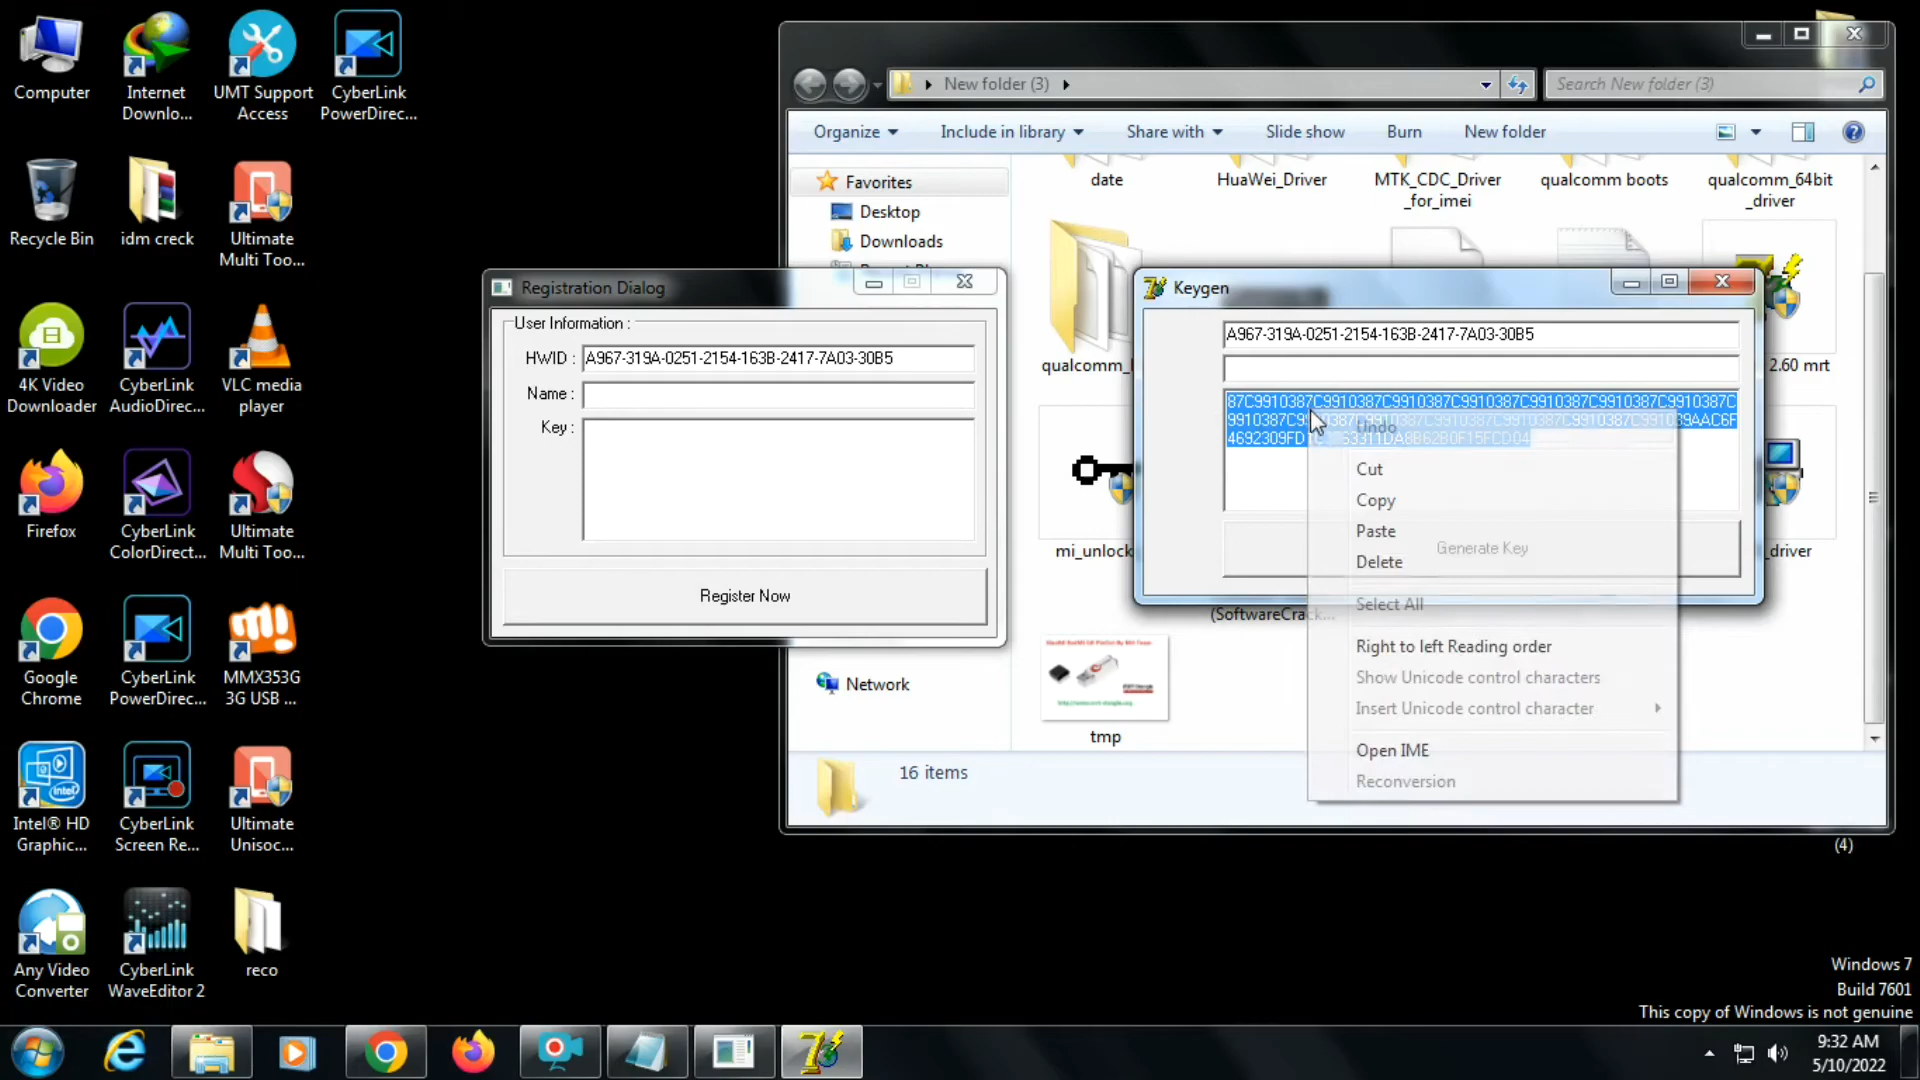 Computer
Internet
Downlo...
UMT Support
Access
CyberLink
PowerDirec...
Recycle Bin
idm creck
Ultimate
Multi Too...
4K Video
Downloader
CyberLink
AudioDirec...
VLC media
player
Firefox
CyberLink
ColorDirect...
Ultimate
Multi Too...
Google
Chrome
CyberLink
PowerDirec...
MMX353G
3G USB ...
Intel® HD
Graphic...
CyberLink
Screen Re...
Ultimate
Unisoc...
Any Video
Converter
CyberLink
WaveEditor 2
reco
New folder (3)
Search New folder (3)
Organize
Include in library
Share with
Slide show
Burn
New folder
Favorites
Desktop
Downloads
Network
date
HuaWei_Driver
MTK_CDC_Driver
_for_imei
qualcomm boots
qualcomm_64bit
_driver
qualcomm_
2.60 mrt
mi_unlock
_driver
(SoftwareCrack...
tmp
16 items
Registration Dialog
User Information :
HWID :
A967-319A-0251-2154-163B-2417-7A03-30B5
Name :
Key :
Register Now
Keygen
A967-319A-0251-2154-163B-2417-7A03-30B5
87C9910387C9910387C9910387C9910387C9910387C9910387C9910387C
Undo
Cut
Copy
Paste
Delete
Generate Key
Select All
Right to left Reading order
Show Unicode control characters
Insert Unicode control character
Open IME
Reconversion
(4)
Windows 7
Build 7601
This copy of Windows is not genuine
9:32 AM
5/10/2022